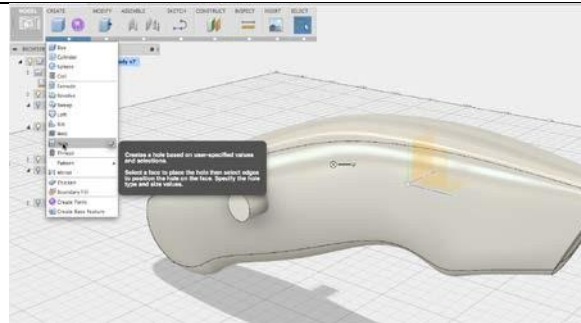 MODEL
CREATE
MODIFY
ASSEMBLE
SKETCH
CONSTRUCT
INSPECT
INSERT
SELECT
Box
Cylinder
Sphere
Coil
Extrude
Revolve
Sweep
Loft
Rib
Web
Thread
Pattern
Mirror
Thicken
Boundary Fill
Create Form
Create Base Feature
Creates a hole based on user-specified values
and selections.
Select a face to place the hole then select edges
to position the hole on the face. Specify the hole
type and size values.